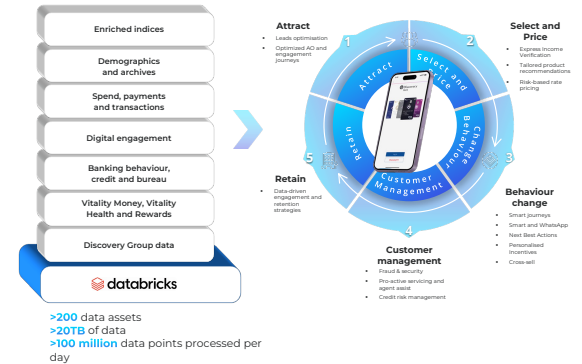 Enriched indices
Demographics
and archives
Spend, payments
and transactions
Digital engagement
Banking behaviour,
credit and bureau
Vitality Money, Vitality
Health and Rewards
Discovery Group data
databricks
>200 data assets
>20TB of data
>100 million data points processed per
day
Attract
Leads optimisation
Optimized AO and
engagement
journeys
1
2
3
4
5
Attract
Select and
Price
Change
Behaviour
Customer
Management
Retain
Select and
Price
Express Income
Verification
Tailored product
recommendations
Risk-based rate
pricing
Behaviour
change
Smart journeys
Smart and WhatsApp
Next Best Actions
Personalised
Incentives
Cross-sell
Customer
management
Fraud & security
Pro-active servicing and
agent assist
Credit risk management
Retain
Data-driven
engagement and
retention
strategies